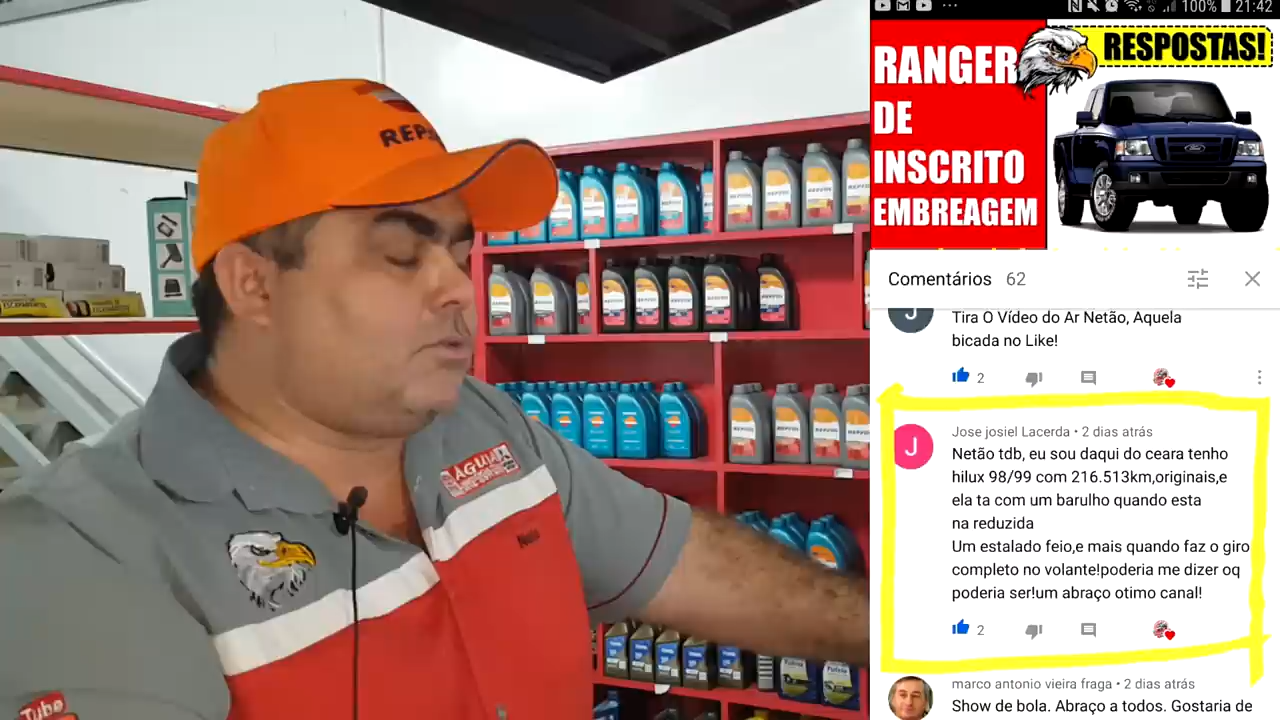 100% 21:42
RANGER
DE
INSCRITO
EMBREAGEM
RESPOSTAS!
Comentários 62
Tira O Vídeo do Ar Netão, Aquela
bicada no Like!
2
Jose josiel Lacerda • 2 dias atrás
Netão tdb, eu sou daqui do ceara tenho
hilux 98/99 com 216.513km,originais,e
ela ta com um barulho quando esta
na reduzida
Um estalado feio,e mais quando faz o giro
completo no volante!poderia me dizer oq
poderia ser!um abraço otimo canal!
2
marco antonio vieira fraga • 2 dias atrás
Show de bola. Abraço a todos. Gostaria de
J
ÁGUIA
Tubo
REPSOL